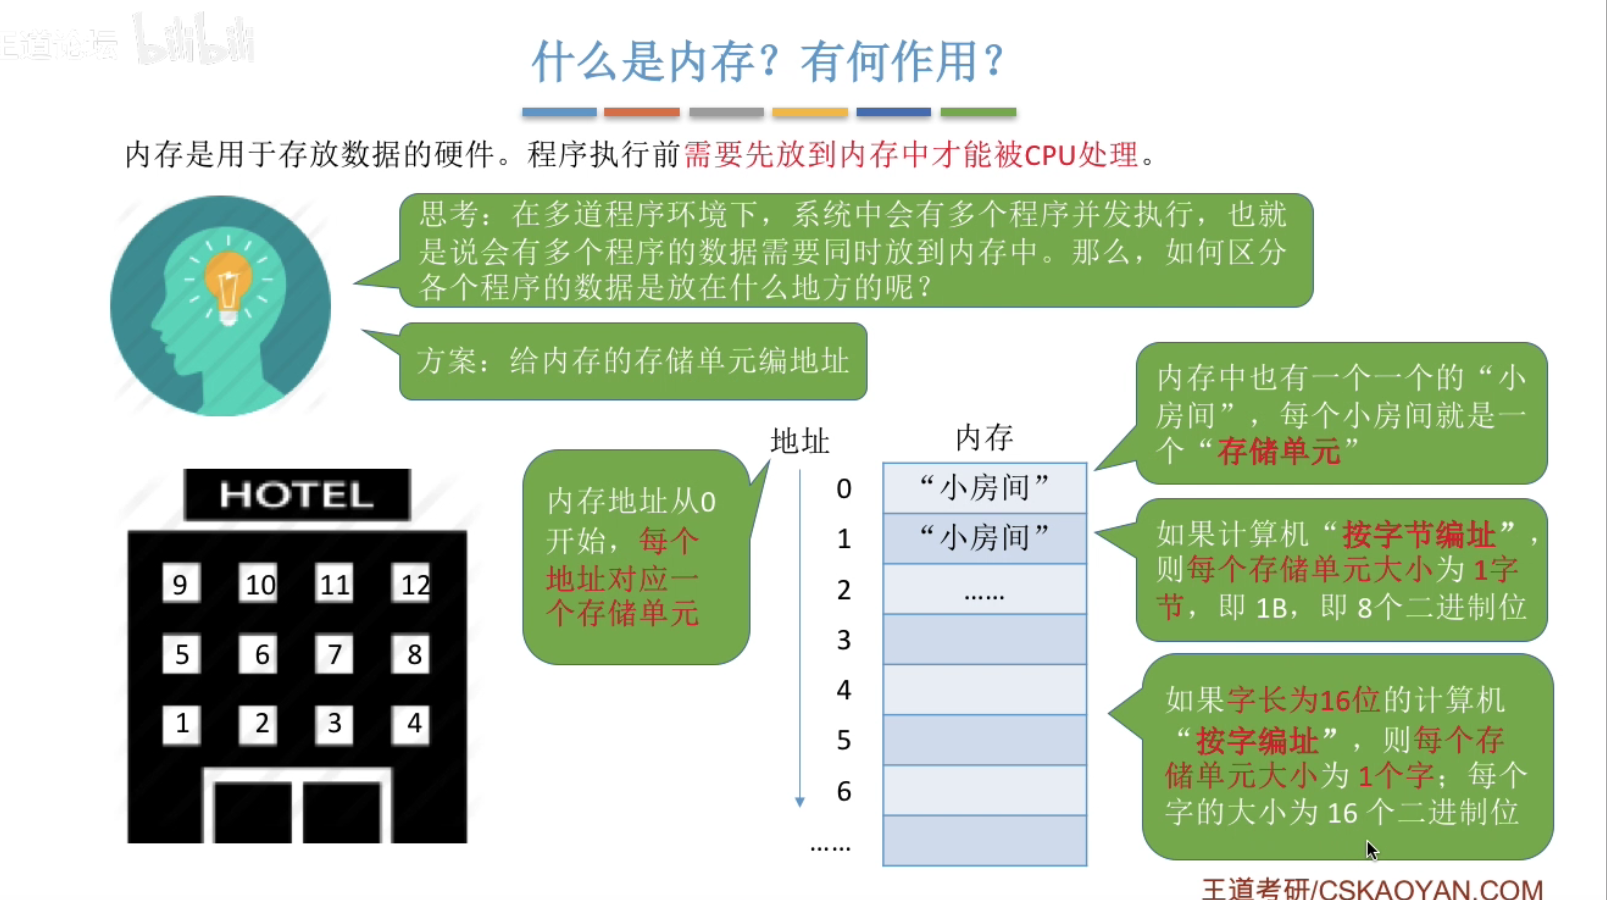 王道论坛 bilibili
什么是内存？有何作用？
内存是用于存放数据的硬件。程序执行前需要先放到内存中才能被CPU处理。
思考：在多道程序环境下，系统中会有多个程序并发执行，也就
是说会有多个程序的数据需要同时放到内存中。那么，如何区分
各个程序的数据是放在什么地方的呢？
方案：给内存的存储单元编地址
HOTEL
9 10 11 12
5 6 7 8
1 2 3 4
内存地址从0
开始，每个
地址对应一
个存储单元
地址
内存
0 “小房间”
1 “小房间”
2 ……
3
4
5
6
……
内存中也有一个一个的“小
房间”，每个小房间就是一
个“存储单元”
如果计算机“按字节编址”，
则每个存储单元大小为 1字
节，即 1B，即 8个二进制位
如果字长为16位的计算机
“按字编址”，则每个存
储单元大小为 1个字；每个
字的大小为 16 个二进制位
王道考研/CSKAOYAN.COM